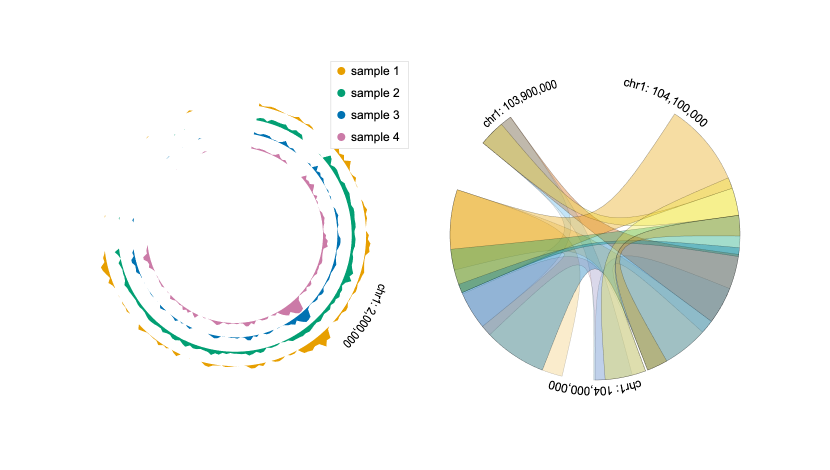 sample 1
sample 2
sample 3
sample 4
chr1: 2,000,000
chr1: 103,900,000
chr1: 104,100,000
chr1: 104,000,000